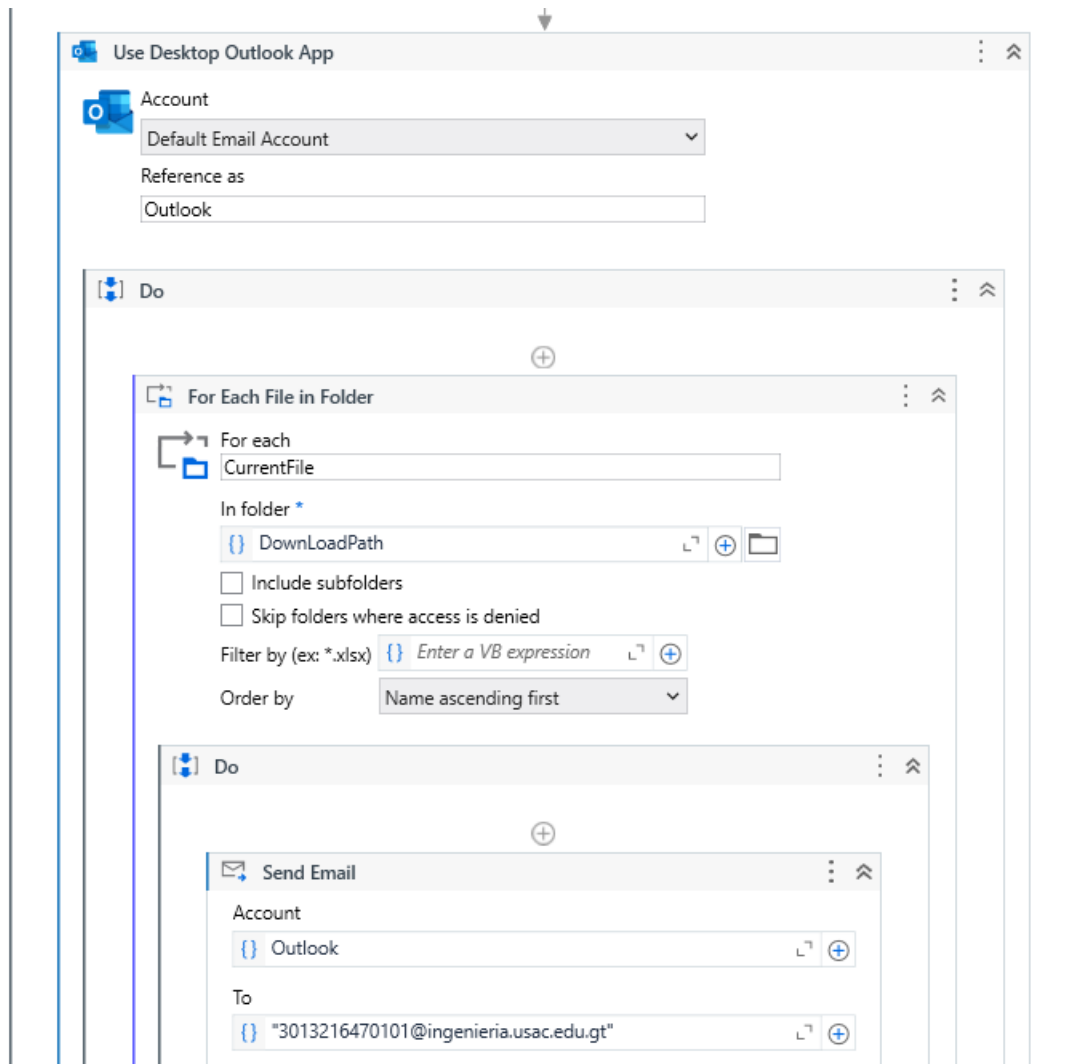 Use Desktop Outlook App
Account
Default Email Account
Reference as
Outlook
Do
For Each File in Folder
For each
CurrentFile
In folder *
{} DownLoadPath
Include subfolders
Skip folders where access is denied
Filter by (ex: *.xlsx) {} Enter a VB expression
Order by Name ascending first
Do
Send Email
Account
{} Outlook
To
{} "3013216470101@ingenieria.usac.edu.gt"